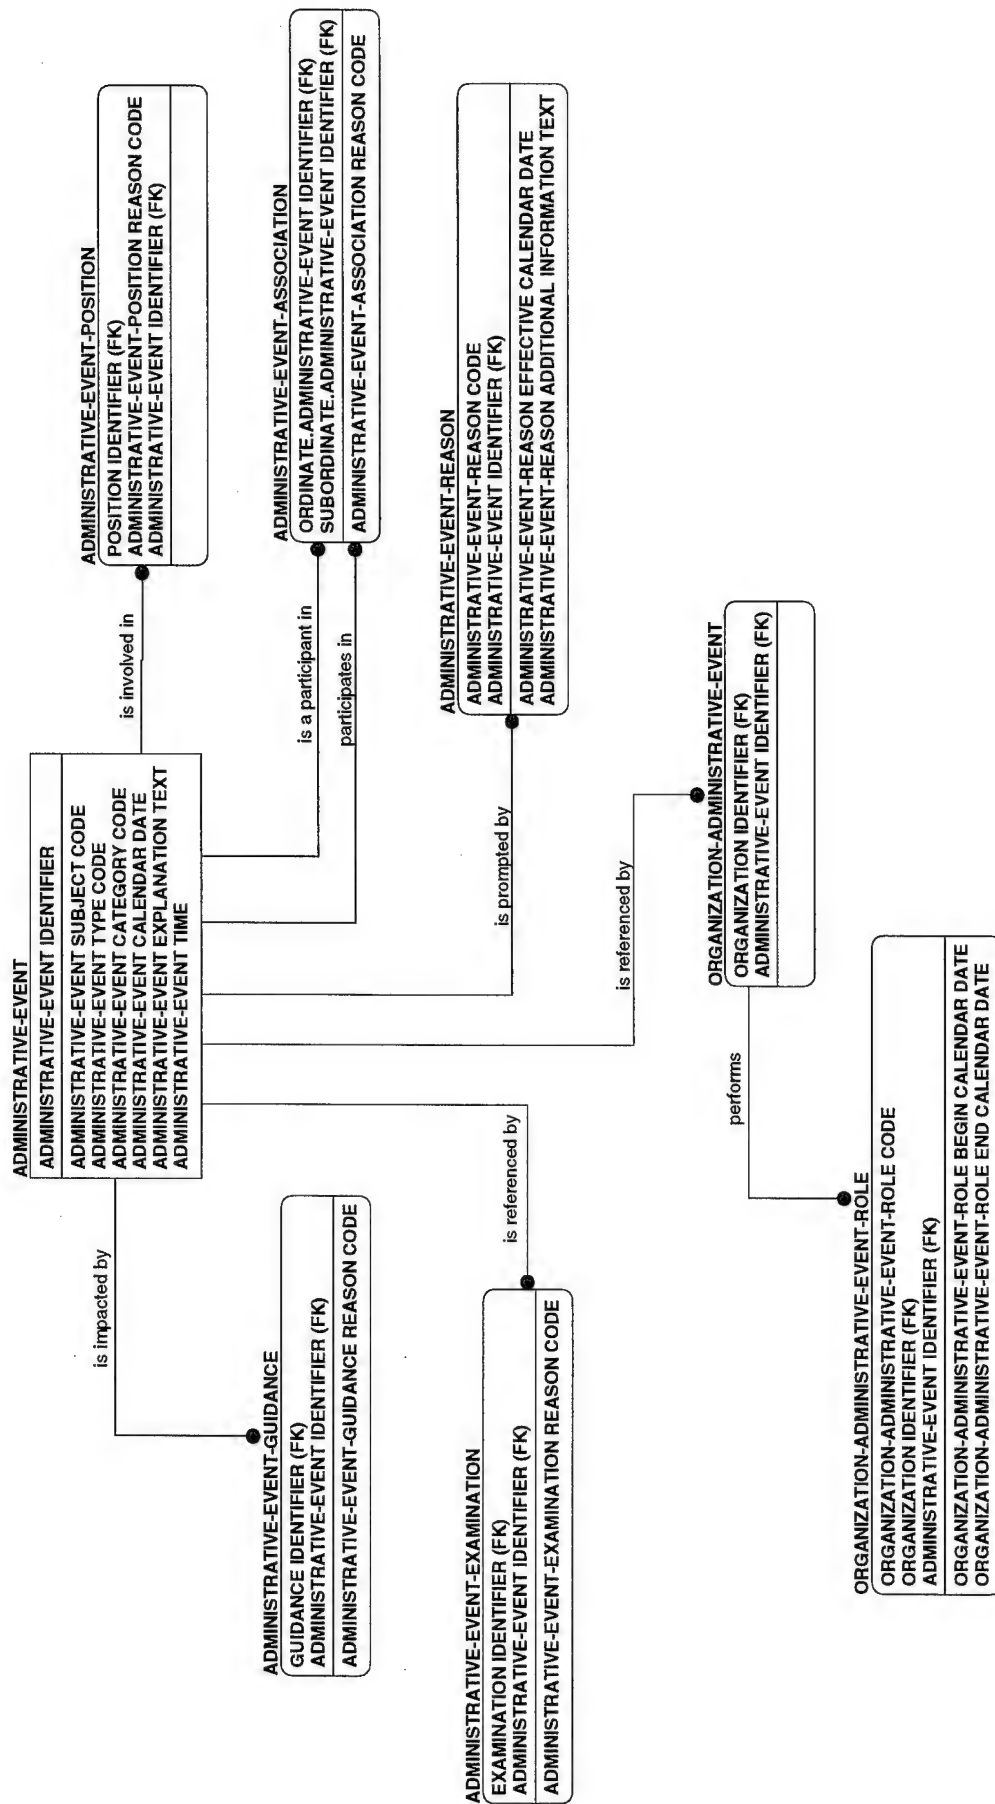 ADMINISTRATIVE-EVENT
ADMINISTRATIVE-EVENT IDENTIFIER
ADMINISTRATIVE-EVENT SUBJECT CODE
ADMINISTRATIVE-EVENT TYPE CODE
ADMINISTRATIVE-EVENT CATEGORY CODE
ADMINISTRATIVE-EVENT CALENDAR DATE
ADMINISTRATIVE-EVENT EXPLANATION TEXT
ADMINISTRATIVE-EVENT TIME
is impacted by
is involved in
ADMINISTRATIVE-EVENT-POSITION
POSITION IDENTIFIER (FK)
ADMINISTRATIVE-EVENT-POSITION REASON CODE
ADMINISTRATIVE-EVENT IDENTIFIER (FK)
ADMINISTRATIVE-EVENT-GUIDANCE
GUIDANCE IDENTIFIER (FK)
ADMINISTRATIVE-EVENT IDENTIFIER (FK)
ADMINISTRATIVE-EVENT-GUIDANCE REASON CODE
is a participant in
participates in
ADMINISTRATIVE-EVENT-ASSOCIATION
ORDINATE.ADMINISTRATIVE-EVENT IDENTIFIER (FK)
SUBORDINATE.ADMINISTRATIVE-EVENT IDENTIFIER (FK)
ADMINISTRATIVE-EVENT-ASSOCIATION REASON CODE
ADMINISTRATIVE-EVENT-EXAMINATION
EXAMINATION IDENTIFIER (FK)
ADMINISTRATIVE-EVENT IDENTIFIER (FK)
ADMINISTRATIVE-EVENT-EXAMINATION REASON CODE
is referenced by
is prompted by
ADMINISTRATIVE-EVENT-REASON
ADMINISTRATIVE-EVENT-REASON CODE
ADMINISTRATIVE-EVENT IDENTIFIER (FK)
ADMINISTRATIVE-EVENT-REASON EFFECTIVE CALENDAR DATE
ADMINISTRATIVE-EVENT-REASON ADDITIONAL INFORMATION TEXT
is referenced by
ORGANIZATION-ADMINISTRATIVE-EVENT
ORGANIZATION IDENTIFIER (FK)
ADMINISTRATIVE-EVENT IDENTIFIER (FK)
performs
ORGANIZATION-ADMINISTRATIVE-EVENT-ROLE
ORGANIZATION-ADMINISTRATIVE-EVENT-ROLE CODE
ORGANIZATION IDENTIFIER (FK)
ADMINISTRATIVE-EVENT IDENTIFIER (FK)
ORGANIZATION-ADMINISTRATIVE-EVENT-ROLE BEGIN CALENDAR DATE
ORGANIZATION-ADMINISTRATIVE-EVENT-ROLE END CALENDAR DATE